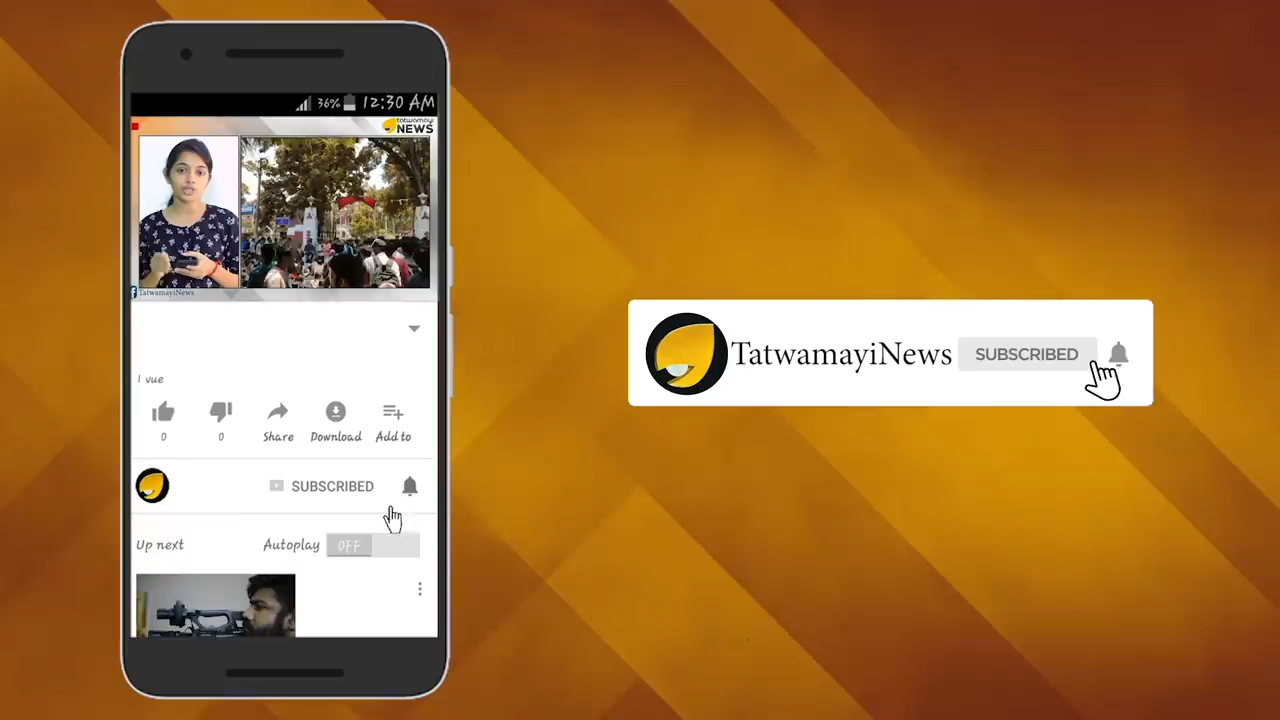 36% 12:30 AM
tatwamayi
NEWS
TatwamayiNews
1 vue
0
0
Share
Download
Add to
SUBSCRIBED
Up next
Autoplay
OFF
TatwamayiNews
SUBSCRIBED